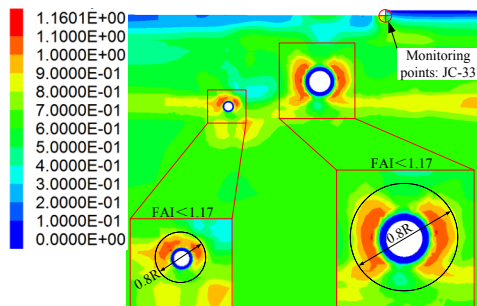 1.1601E+00
1.1000E+00
1.0000E+00
9.0000E-01
8.0000E-01
7.0000E-01
6.0000E-01
5.0000E-01
4.0000E-01
3.0000E-01
2.0000E-01
1.0000E-01
0.0000E+00
Monitoring
points: JC-33
FAI<1.17
0.8R
FAI<1.17
0.8R